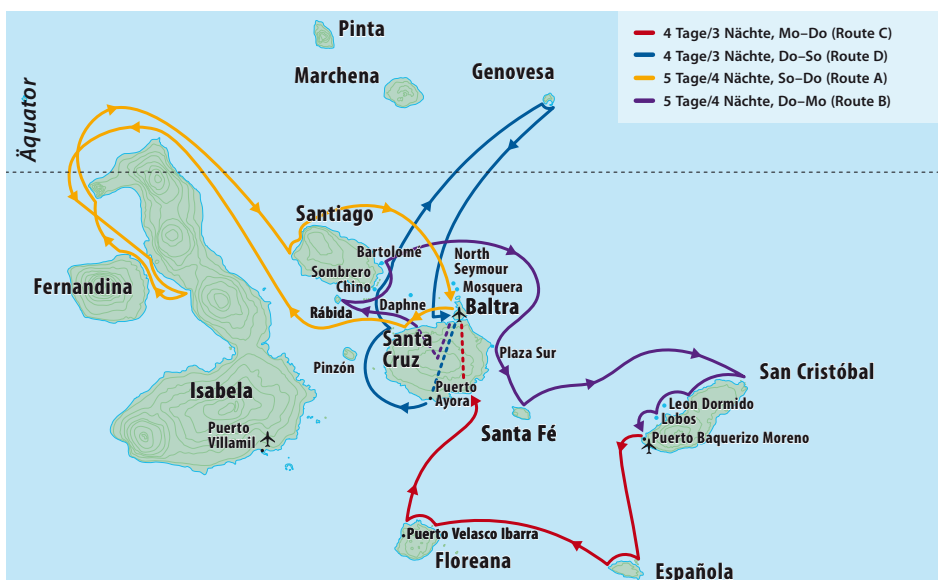 Pinta
Marchena
Genovesa
4 Tage/3 Nächte, Mo–Do (Route C)
4 Tage/3 Nächte, Do–So (Route D)
5 Tage/4 Nächte, So–Do (Route A)
5 Tage/4 Nächte, Do–Mo (Route B)
Äquator
Santiago
Bartolomé
Sombrero
Chino
North
Seymour
Mosquera
Fernandina
Rábida
Daphne
Baltra
Santa
Cruz
Pinzón
Plaza Sur
Isabela
Puerto
Ayora
San Cristóbal
Leon Dormido
Lobos
Puerto
Villamil
Santa Fé
Puerto Baquerizo Moreno
Puerto Velasco Ibarra
Floreana
Española